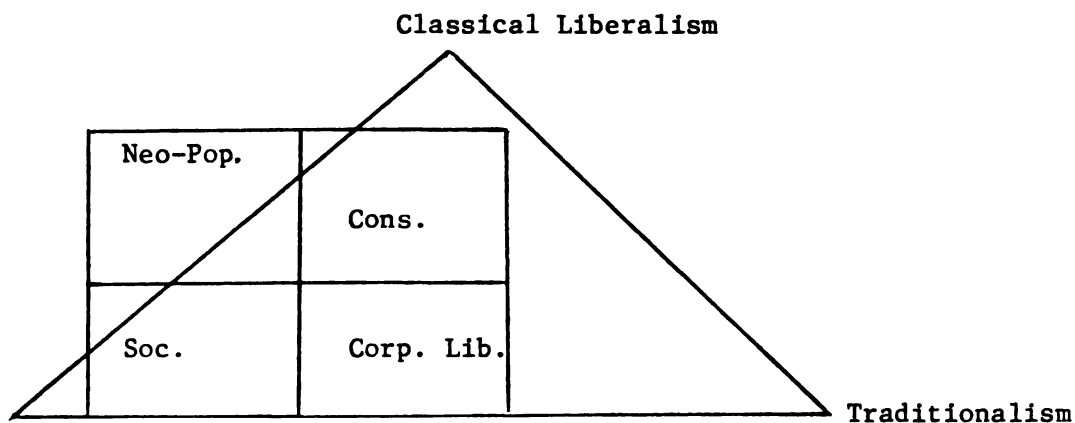 Classical Liberalism
Neo-Pop.
Cons.
Soc.
Corp. Lib.
Traditionalism